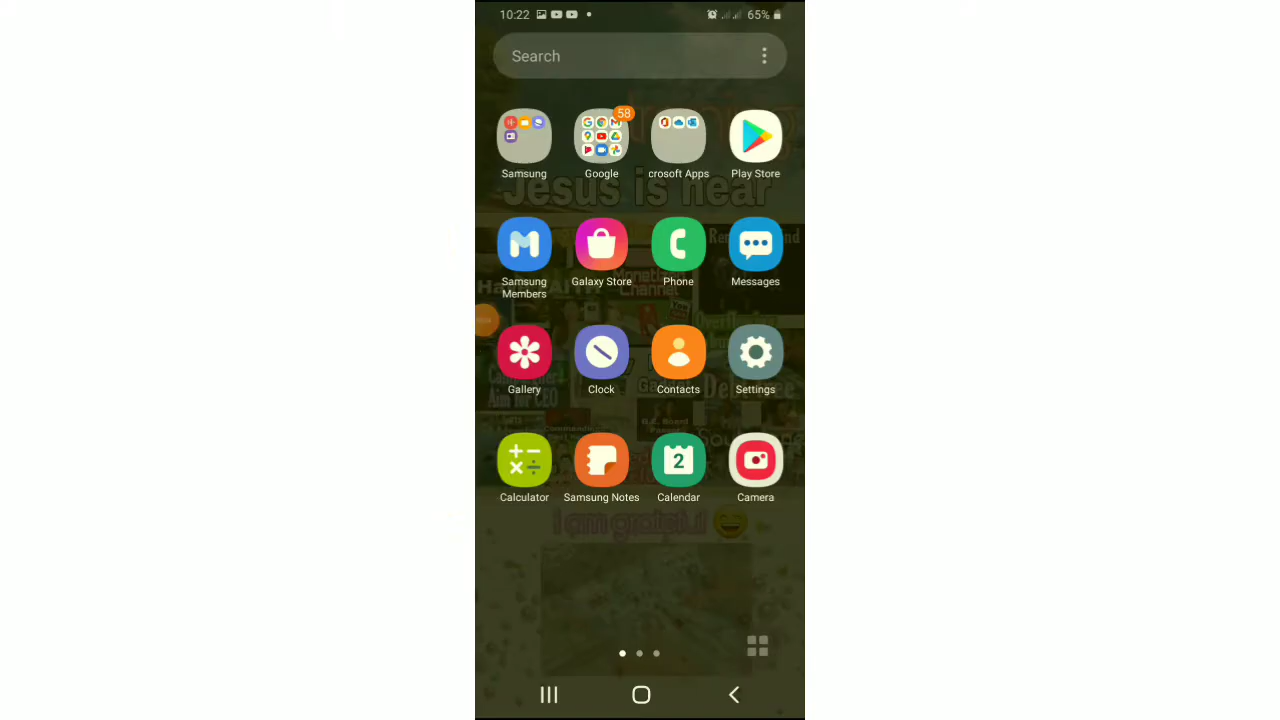 10:22
65%
Search
58
Samsung
Google
crosoft Apps
Play Store
Jesus is near
Samsung
Members
Galaxy Store
Phone
Messages
Gallery
Clock
Contacts
Settings
2
Calculator
Samsung Notes
Calendar
Camera
I am grateful